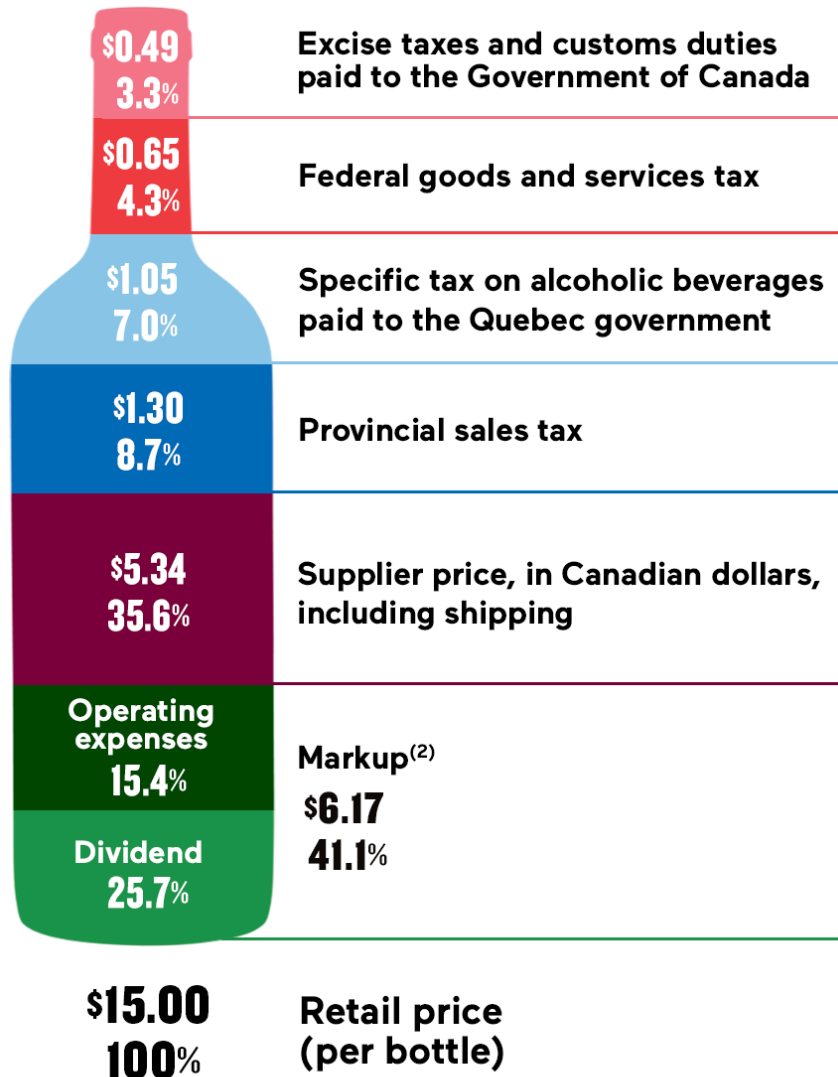 $0.49
3.3%
Excise taxes and customs duties
paid to the Government of Canada
$0.65
4.3%
Federal goods and services tax
$1.05
7.0%
Specific tax on alcoholic beverages
paid to the Quebec government
$1.30
8.7%
Provincial sales tax
$5.34
35.6%
Supplier price, in Canadian dollars,
including shipping
Operating
expenses
15.4%
Dividend
25.7%
Markup(2)
$6.17
41.1%
$15.00
100%
Retail price
(per bottle)